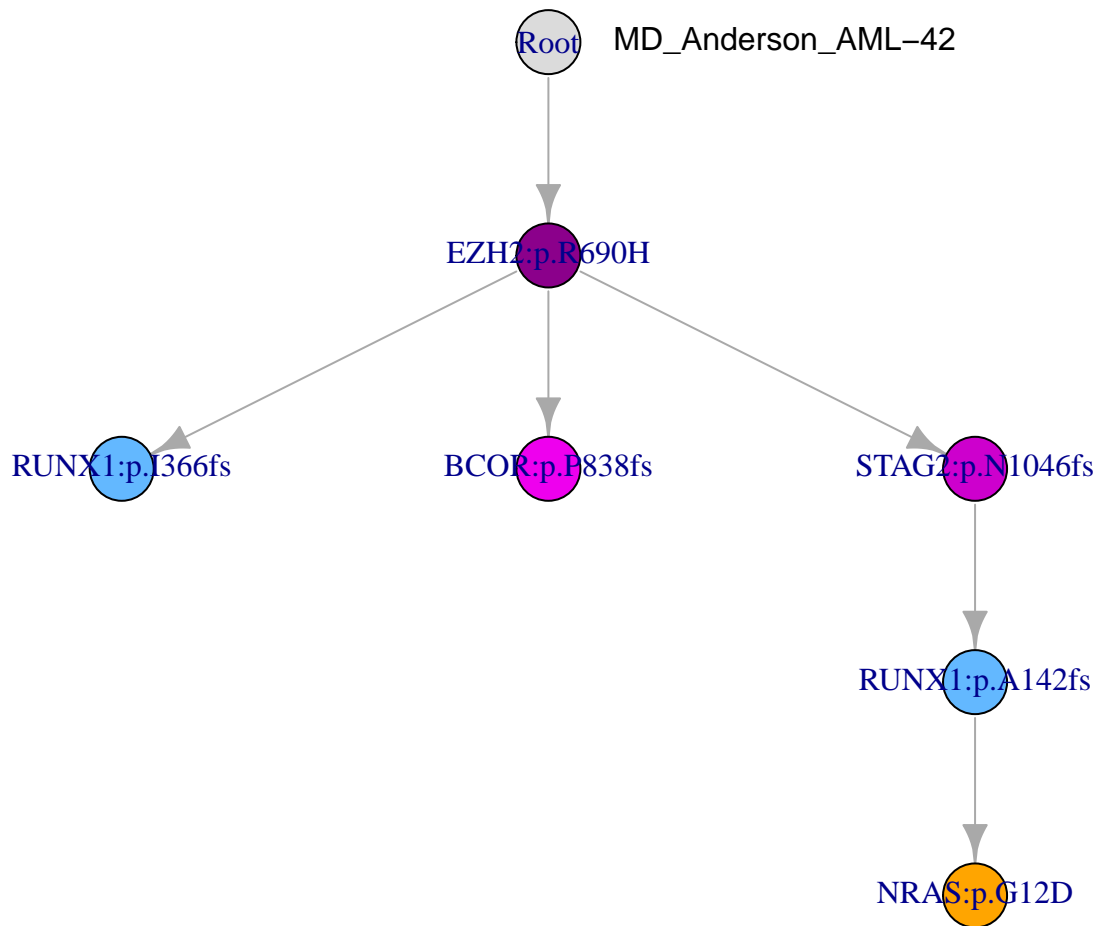 Root
MD_Anderson_AML−42
EZH2:p.R690H
RUNX1:p.I366fs
BCOR:p.P838fs
STAG2:p.N1046fs
RUNX1:p.A142fs
NRAS:p.G12D